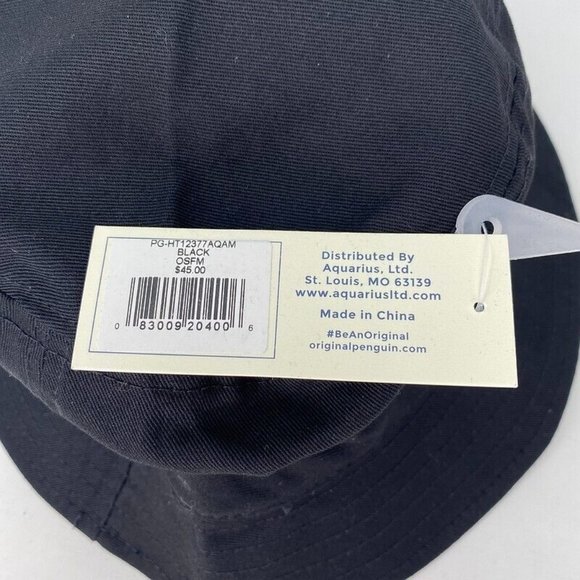 PG-HT12377AQAM
BLACK
OSFM
$45.00
0 83009 20400 6
Distributed By
Aquarius, Ltd.
St. Louis, MO 63139
www.aquariusltd.com
Made in China
#BeAnOriginal
originalpenguin.com